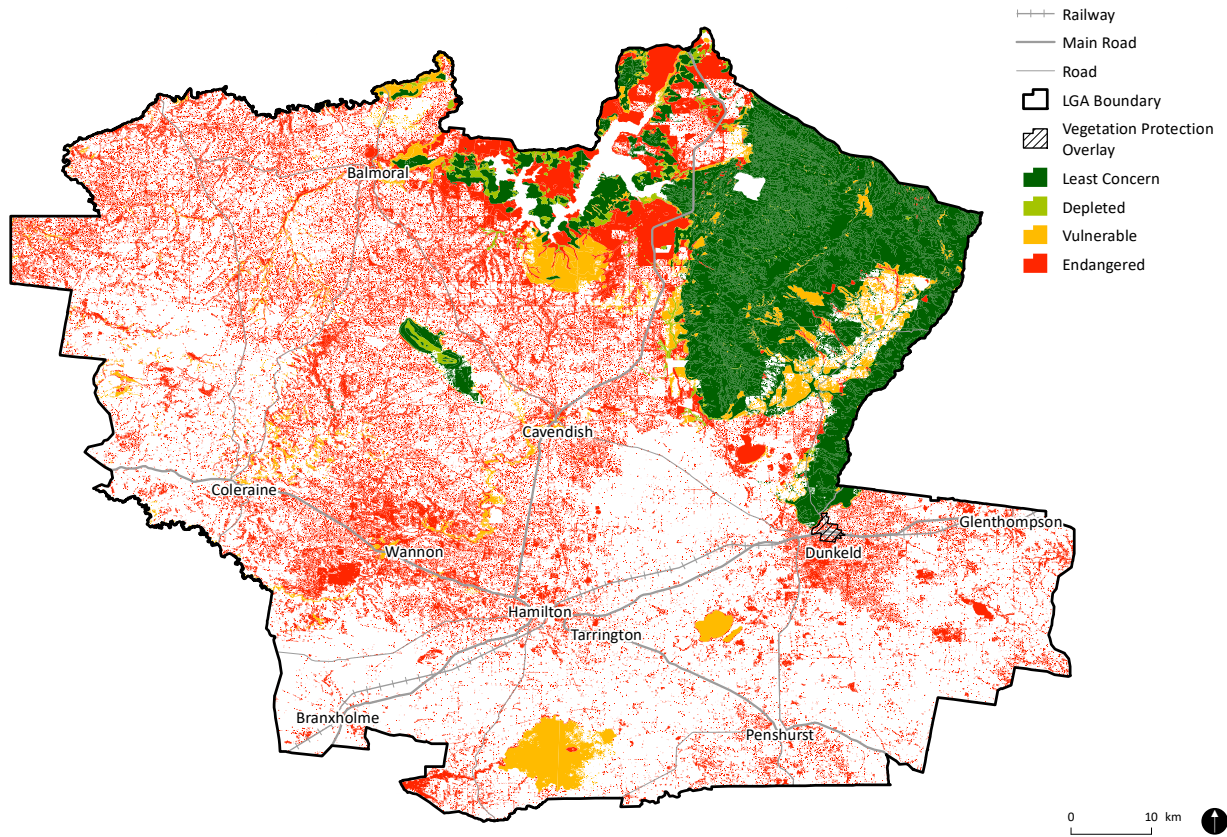 Railway
Main Road
Road
LGA Boundary
Vegetation Protection
Overlay
Least Concern
Depleted
Vulnerable
Endangered
Balmoral
Cavendish
Coleraine
Glenthompson
Wannon
Dunkeld
Hamilton
Tarrington
Branxholme
Penshurst
0 10 km